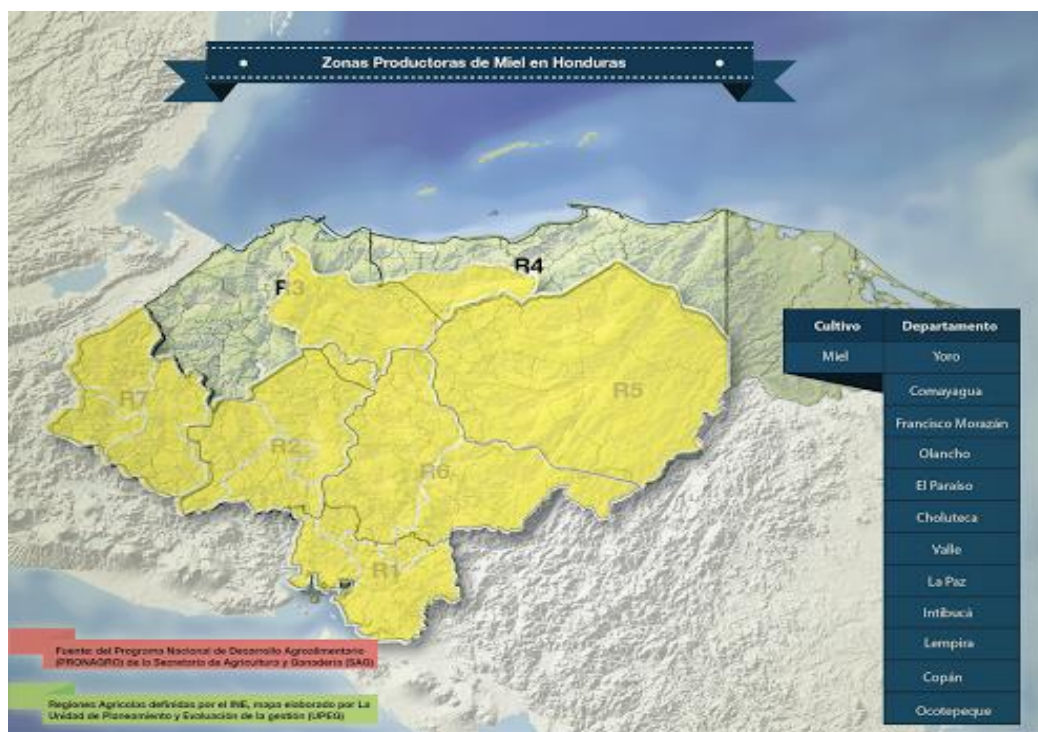 Zonas Productoras de Miel en Honduras
R4
R3
R7
R5
R2
R6
R1
Cultivo Departamento
Miel Yoro
Comayagua
Francisco Morazán
Olancho
El Paraíso
Choluteca
Valle
La Paz
Intibucá
Lempira
Copán
Ocotepeque
Fuente: del Programa Nacional de Desarrollo Agroalimentario
(PRONAGRO) de la Secretaría de Agricultura y Ganadería (SAG)
Regiones Agricolas definidas por el INE, mapa elaborado por La
Unidad de Planeamiento y Evaluación de la gestión (UPEG)